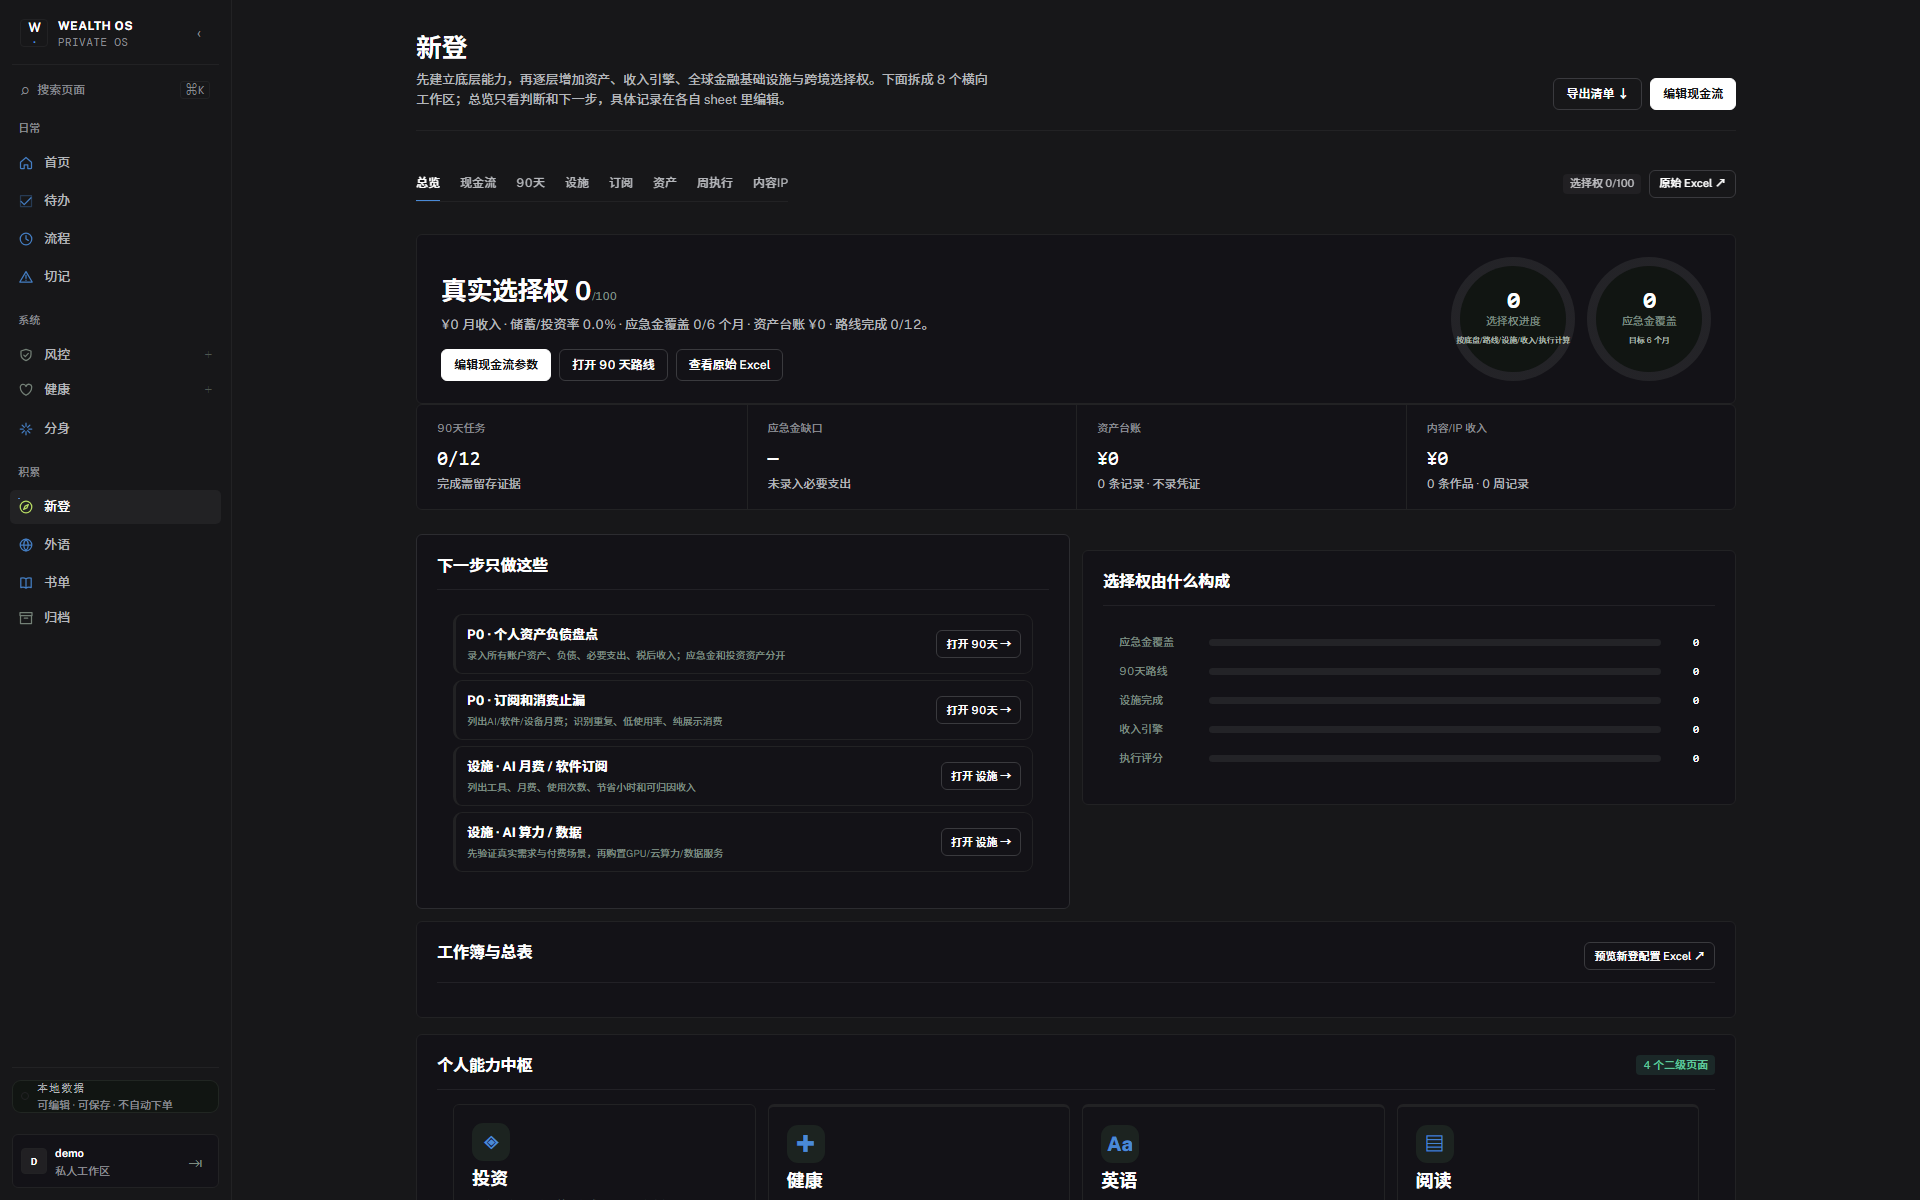 W
WEALTH OS
PRIVATE OS
搜索页面
⌘K
日常
首页
待办
流程
切记
系统
风控
健康
分身
积累
新登
外语
书单
归档
本地数据
可编辑 · 可保存 · 不自动下单
D
demo
私人工作区
新登
先建立底层能力，再逐层增加资产、收入引擎、全球金融基础设施与跨境选择权。下面拆成 8 个横向
工作区；总览只看判断和下一步，具体记录在各自 sheet 里编辑。
导出清单 ↓
编辑现金流
总览 现金流 90天 设施 订阅 资产 周执行 内容IP
选择权 0/100
原始 Excel ↗
真实选择权 0/100
¥0 月收入 · 储蓄/投资率 0.0% · 应急金覆盖 0/6 个月 · 资产台账 ¥0 · 路线完成 0/12。
编辑现金流参数
打开 90 天路线
查看原始 Excel
0
选择权进度
按底盘/路线/设施/收入/执行计算
0
应急金覆盖
目标 6 个月
90天任务
0/12
完成需留存证据
应急金缺口
—
未录入必要支出
资产台账
¥0
0 条记录 · 不录凭证
内容/IP 收入
¥0
0 条作品 · 0 周记录
下一步只做这些
P0 · 个人资产负债盘点
录入所有账户资产、负债、必要支出、税后收入；应急金和投资资产分开
打开 90天 →
P0 · 订阅和消费止漏
列出AI/软件/设备月费；识别重复、低使用率、纯展示消费
打开 90天 →
设施 · AI 月费 / 软件订阅
列出工具、月费、使用次数、节省小时和可归因收入
打开 设施 →
设施 · AI 算力 / 数据
先验证真实需求与付费场景，再购置GPU/云算力/数据服务
打开 设施 →
选择权由什么构成
应急金覆盖 0
90天路线 0
设施完成 0
收入引擎 0
执行评分 0
工作簿与总表
预览新登配置 Excel ↗
个人能力中枢
4 个二级页面
投资
健康
Aa
英语
阅读